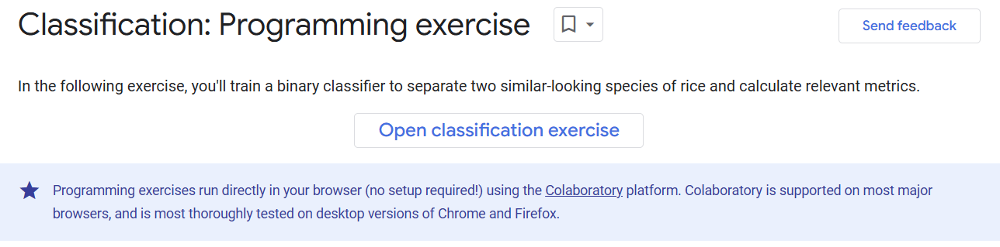 Classification: Programming exercise
Send feedback
In the following exercise, you'll train a binary classifier to separate two similar-looking species of rice and calculate relevant metrics.
Open classification exercise
Programming exercises run directly in your browser (no setup required!) using the Colaboratory platform. Colaboratory is supported on most major
browsers, and is most thoroughly tested on desktop versions of Chrome and Firefox.